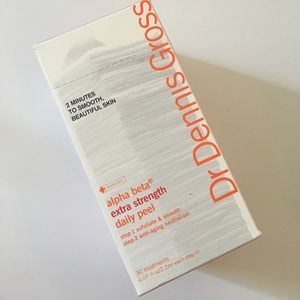 2 MINUTES
TO SMOOTH,
BEAUTIFUL SKIN
Dr Dennis Gross
alpha beta®
extra strength
daily peel
step 1 exfoliate & smooth
step 2 anti-aging neutralizer
30 treatments